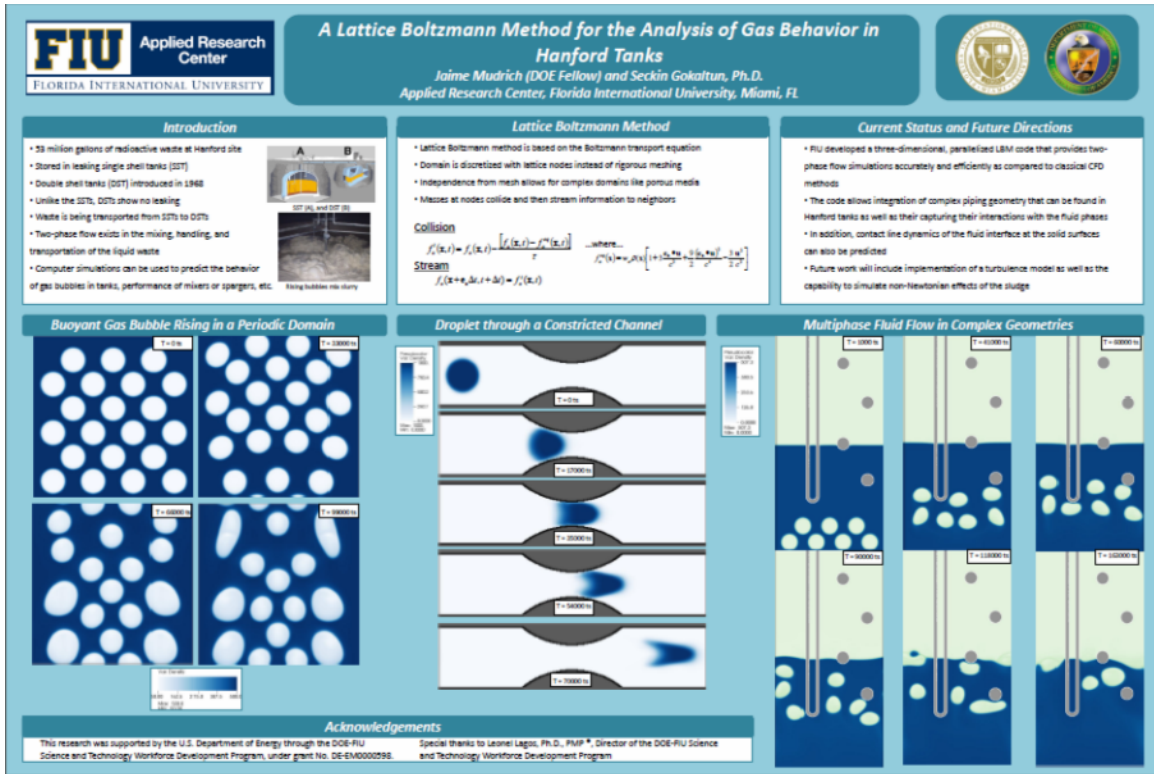 FIU
Applied Research
Center
FLORIDA INTERNATIONAL UNIVERSITY
A Lattice Boltzmann Method for the Analysis of Gas Behavior in
Hanford Tanks
Jaime Mudrich (DOE Fellow) and Seckin Gokaltun, Ph.D.
Applied Research Center, Florida International University, Miami, FL
Introduction
• 53 million gallons of radioactive waste at Hanford site
• Stored in leaking single shell tanks (SST)
• Double shell tanks (DST) introduced in 1968
• Unlike the SSTs, DSTs show no leaking
• Waste is being transported from SSTs to DSTs
• Two-phase flow exists in the mixing, handling, and
transportation of the liquid waste
• Computer simulations can be used to predict the behavior
of gas bubbles in tanks, performance of mixers or spargers, etc.
A
B
SST (A), and DST (B)
Rising bubbles mix slurry
Lattice Boltzmann Method
• Lattice Boltzmann method is based on the Boltzmann transport equation
• Domain is discretized with lattice nodes instead of rigorous meshing
• Independence from mesh allows for complex domains like porous media
• Masses at nodes collide and then stream information to neighbors
Collision
...where...
Stream
Current Status and Future Directions
• FIU developed a three-dimensional, parallelized LBM code that provides two-
phase flow simulations accurately and efficiently as compared to classical CFD
methods
• The code allows integration of complex piping geometry that can be found in
Hanford tanks as well as their capturing their interactions with the fluid phases
• In addition, contact line dynamics of the fluid interface at the solid surfaces
can also be predicted
• Future work will include implementation of a turbulence model as well as the
capability to simulate non-Newtonian effects of the sludge
Buoyant Gas Bubble Rising in a Periodic Domain
T = 0 ts
T = 33000 ts
T = 66000 ts
T = 99000 ts
Droplet through a Constricted Channel
T = 0 ts
T = 17000 ts
T = 35000 ts
T = 54000 ts
T = 70000 ts
Multiphase Fluid Flow in Complex Geometries
T = 1000 ts
T = 41000 ts
T = 60000 ts
T = 90000 ts
Acknowledgements
This research was supported by the U.S. Department of Energy through the DOE-FIU
Science and Technology Workforce Development Program, under grant No. DE-EM0000598.
Special thanks to Leonel Lagos, Ph.D., PMP ®, Director of the DOE-FIU Science
and Technology Workforce Development Program